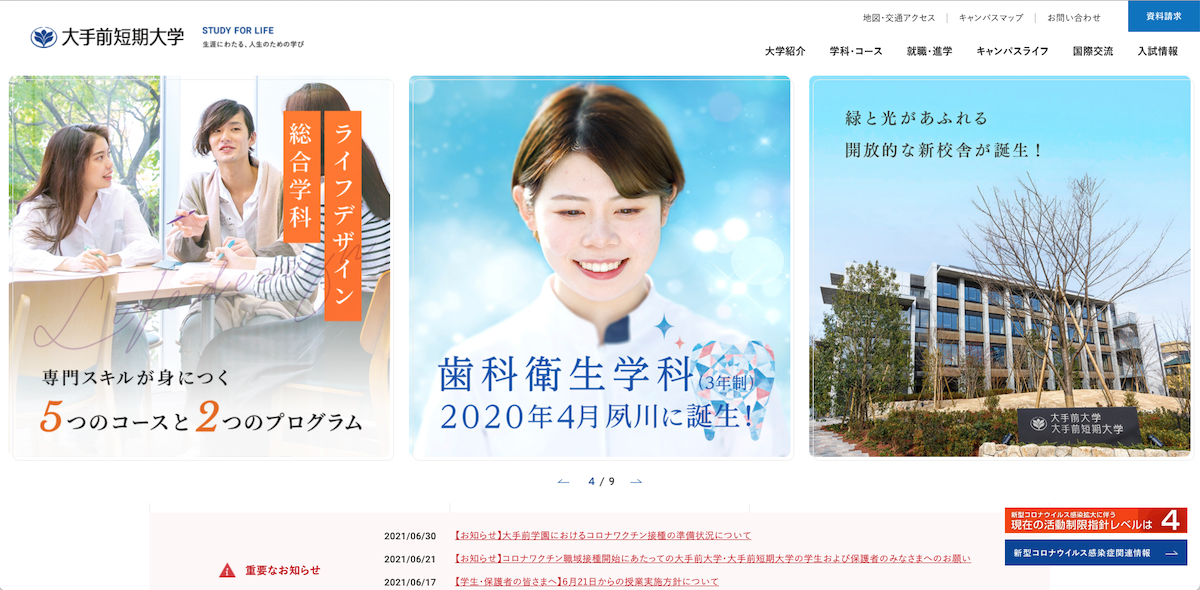 大手前短期大学
STUDY FOR LIFE
生涯にわたる、人生のための学び
地図・交通アクセス
キャンパスマップ
お問い合わせ
資料請求
大学紹介
学科・コース
就職・進学
キャンパスライフ
国際交流
入試情報
ライフデザイン
総合学科
専門スキルが身につく
5つのコースと2つのプログラム
歯科衛生学科(3年制)
2020年4月夙川に誕生!
緑と光があふれる
開放的な新校舎が誕生!
大手前大学
大手前短期大学
4 / 9
重要なお知らせ
2021/06/30 【お知らせ】大手前学園におけるコロナワクチン接種の準備状況について
2021/06/21 【お知らせ】コロナワクチン職域接種開始にあたっての大手前大学・大手前短期大学の学生および保護者のみなさまへのお願い
2021/06/17 【学生・保護者の皆さまへ】6月21日からの授業実施方針について
新型コロナウイルス感染拡大に伴う
現在の活動制限指針レベルは 4
新型コロナウイルス感染症関連情報